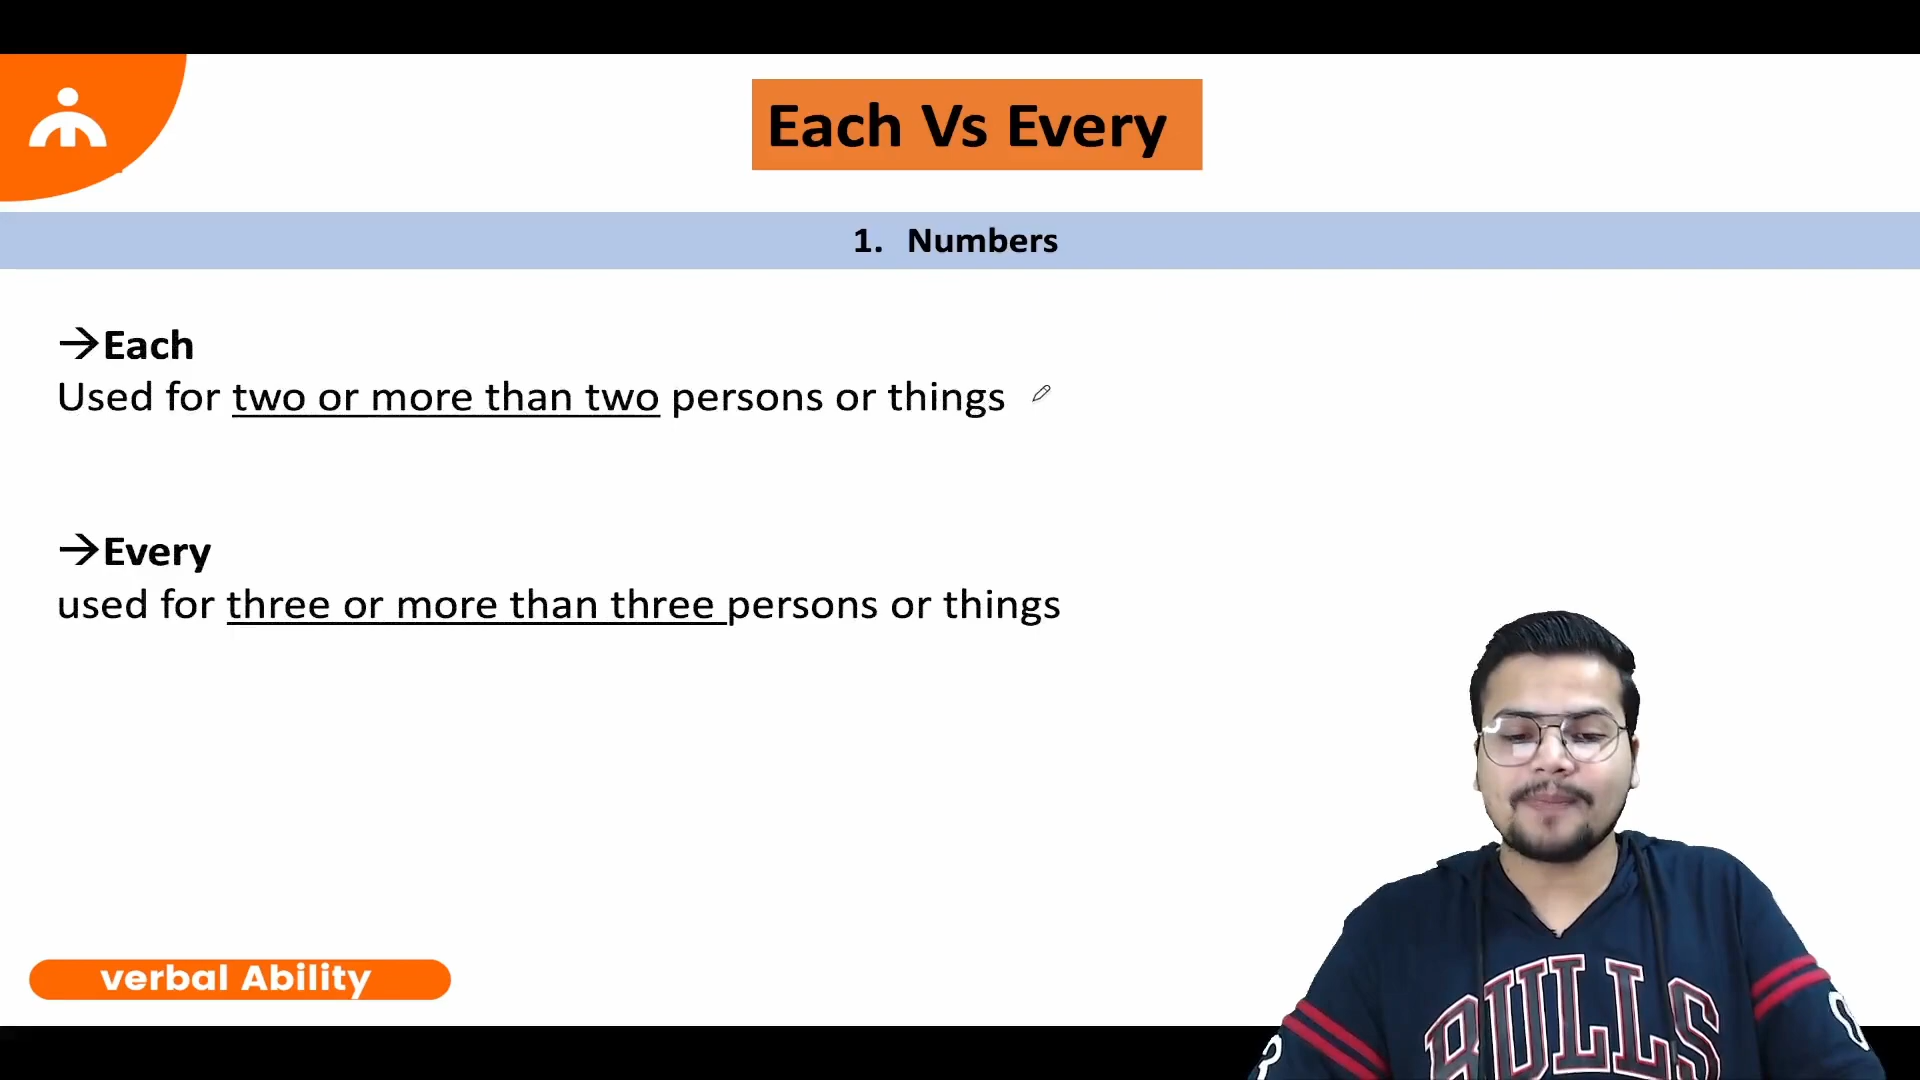 Each Vs Every
1. Numbers
→Each
Used for two or more than two persons or things
→Every
used for three or more than three persons or things
verbal Ability
BULLS